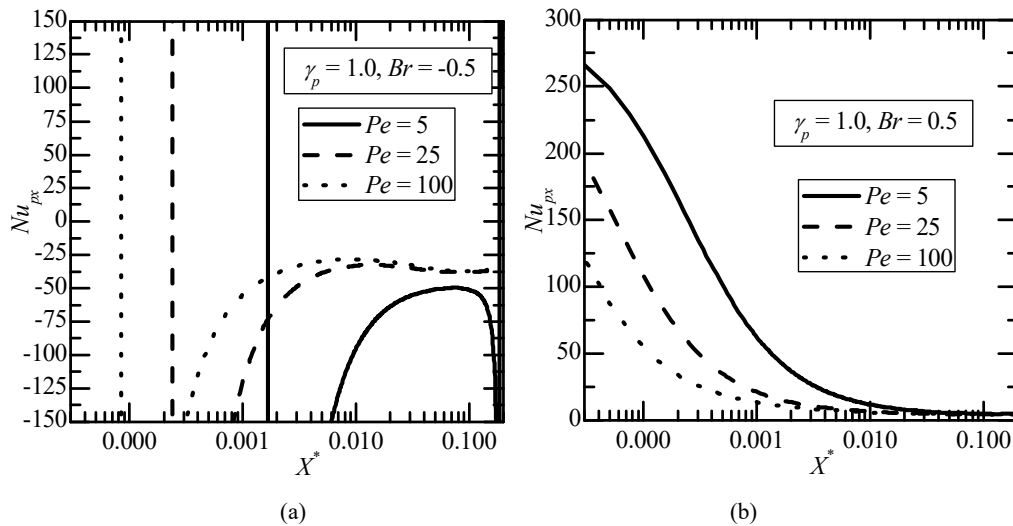 150
125
100
75
50
25
0
-25
-50
-75
-100
-125
-150
Nu_px
γ_p = 1.0, Br = -0.5
Pe = 5
Pe = 25
Pe = 100
0.000 0.001 0.010 0.100
X*
(a)
300
250
200
150
100
50
0
Nu_px
γ_p = 1.0, Br = 0.5
Pe = 5
Pe = 25
Pe = 100
0.000 0.001 0.010 0.100
X*
(b)